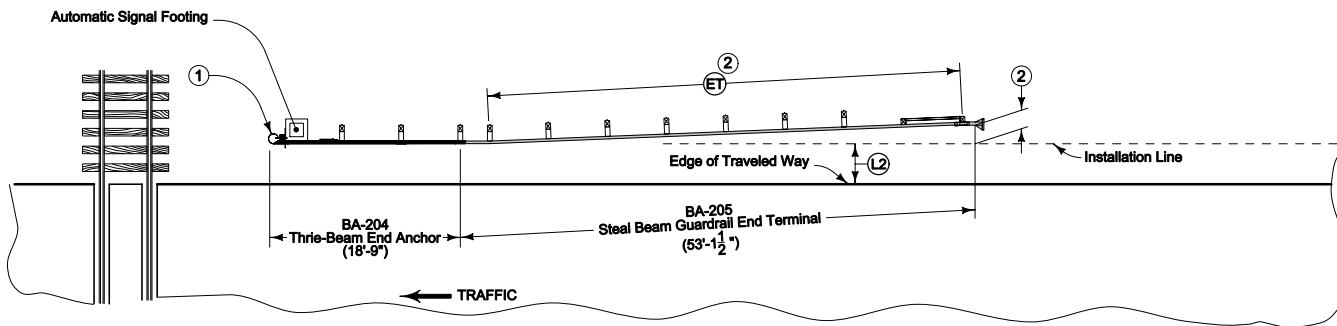 Automatic Signal Footing
1
2
ET
2
Edge of Traveled Way
L2
Installation Line
BA-204
Thrie-Beam End Anchor
(18'-9")
BA-205
Steal Beam Guardrail End Terminal
(53'-1 1/2 ")
TRAFFIC